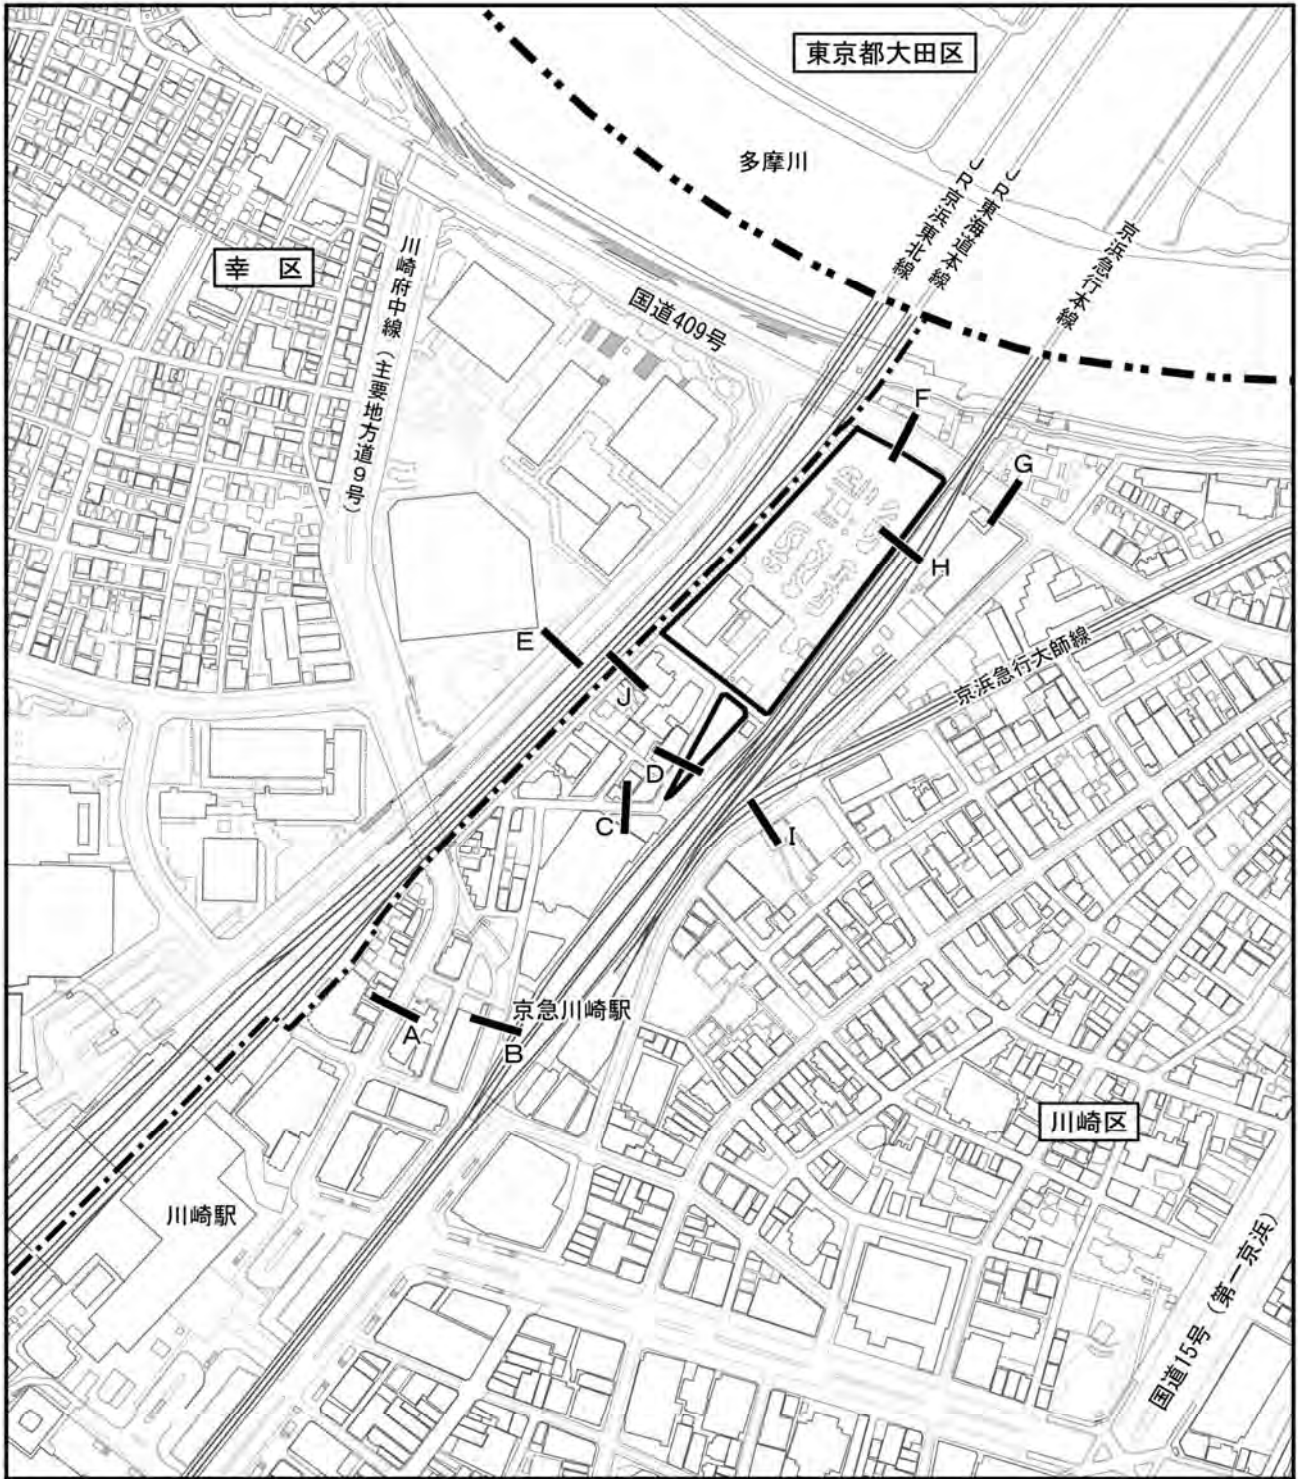 東京都大田区
多摩川
JR京浜東北線
JR東海道本線
京浜急行本線
幸 区
川崎府中線（主要地方道9号）
国道409号
F
G
H
E
J
京浜急行大師線
D
C
I
A
B
京急川崎駅
川崎区
川崎駅
国道15号（第一京浜）